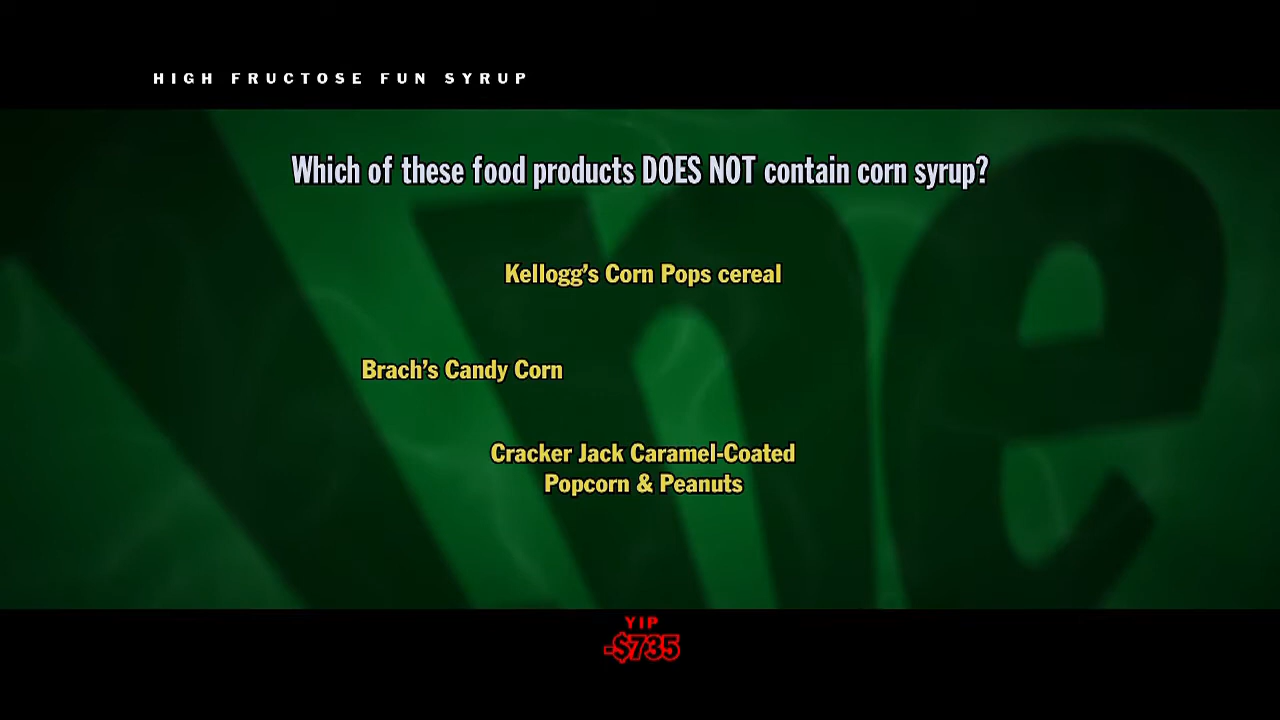 HIGH FRUCTOSE FUN SYRUP
Which of these food products DOES NOT contain corn syrup?
Kellogg’s Corn Pops cereal
Brach’s Candy Corn
Cracker Jack Caramel-Coated
Popcorn & Peanuts
YIP
-$735